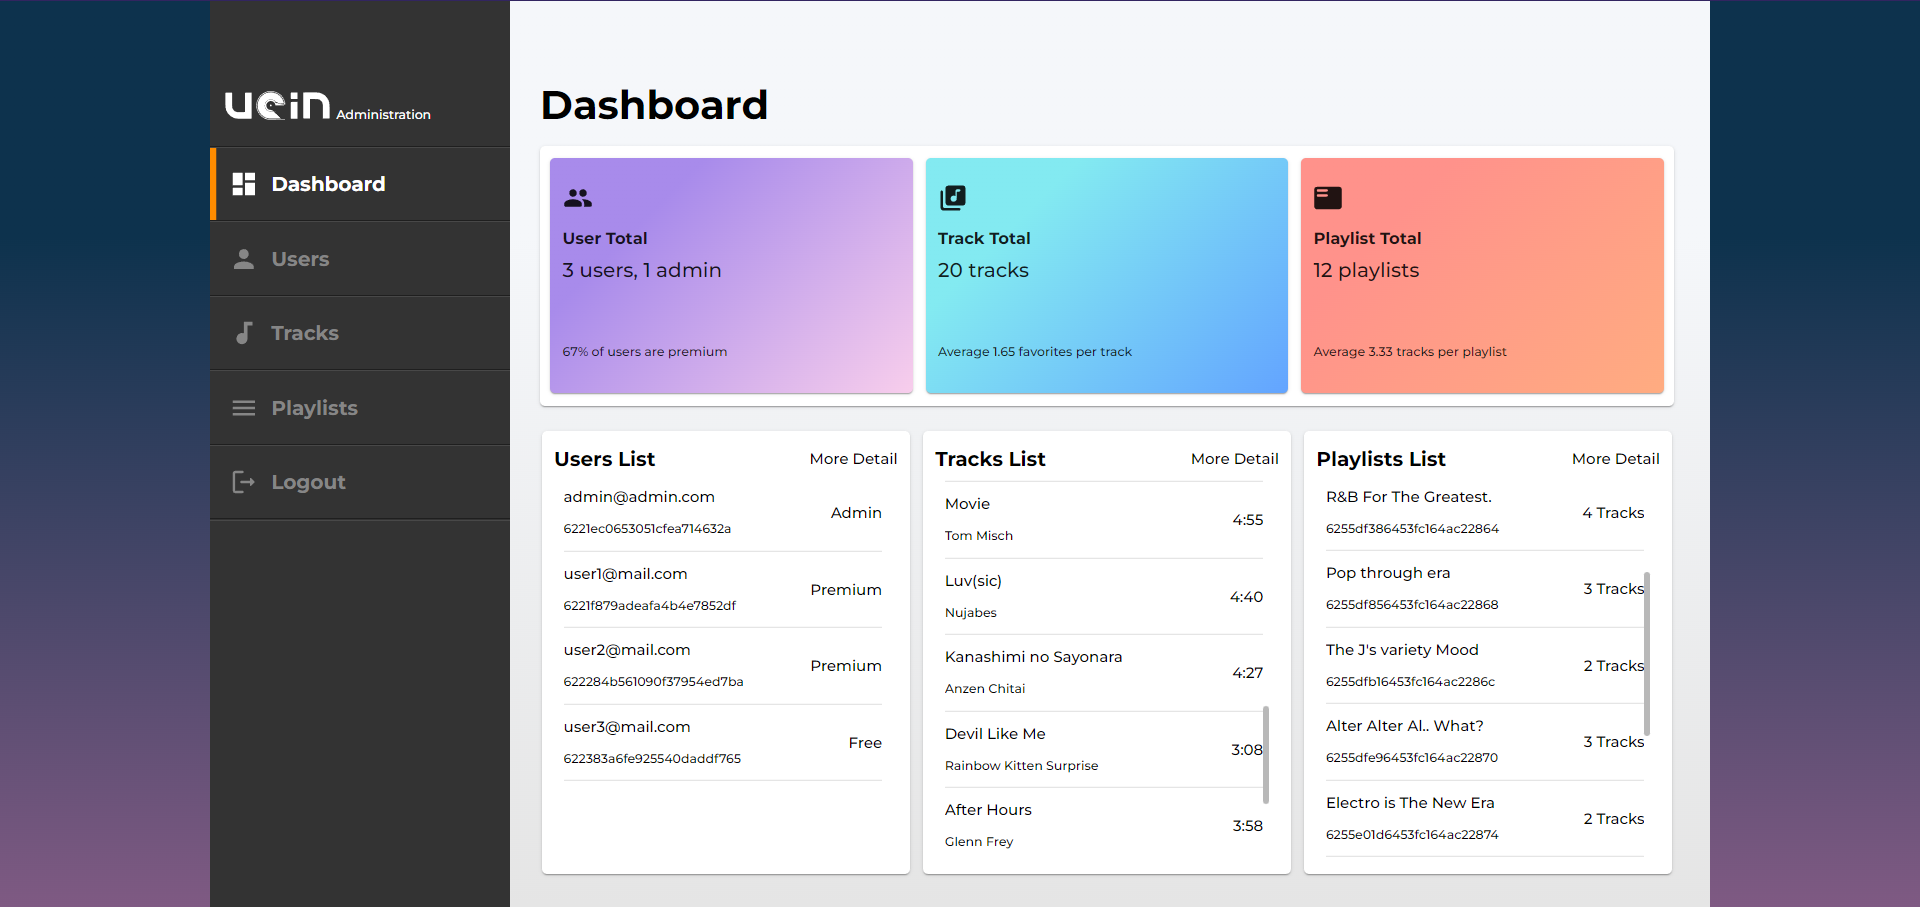 uein Administration
Dashboard
Users
Tracks
Playlists
Logout
Dashboard
User Total
3 users, 1 admin
67% of users are premium
Track Total
20 tracks
Average 1.65 favorites per track
Playlist Total
12 playlists
Average 3.33 tracks per playlist
Users List More Detail
admin@admin.com
Admin
6221ec0653051cfea714632a
user1@mail.com
Premium
6221f879adeafa4b4e7852df
user2@mail.com
Premium
622284b561090f37954ed7ba
user3@mail.com
Free
622383a6fe925540daddf765
Tracks List More Detail
Movie
4:55
Tom Misch
Luv(sic)
4:40
Nujabes
Kanashimi no Sayonara
4:27
Anzen Chitai
Devil Like Me
3:08
Rainbow Kitten Surprise
After Hours
3:58
Glenn Frey
Playlists List More Detail
R&B For The Greatest.
4 Tracks
6255df386453fc164ac22864
Pop through era
3 Tracks
6255df856453fc164ac22868
The J's variety Mood
2 Tracks
6255dfb16453fc164ac2286c
Alter Alter Al.. What?
3 Tracks
6255dfe96453fc164ac22870
Electro is The New Era
2 Tracks
6255e01d6453fc164ac22874